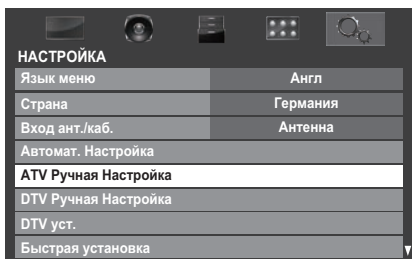 НАСТРОЙКА
Язык меню Англ
Страна Германия
Вход ант./каб. Антенна
Автомат. Настройка
ATV Ручная Настройка
DTV Ручная Настройка
DTV уст.
Быстрая установка